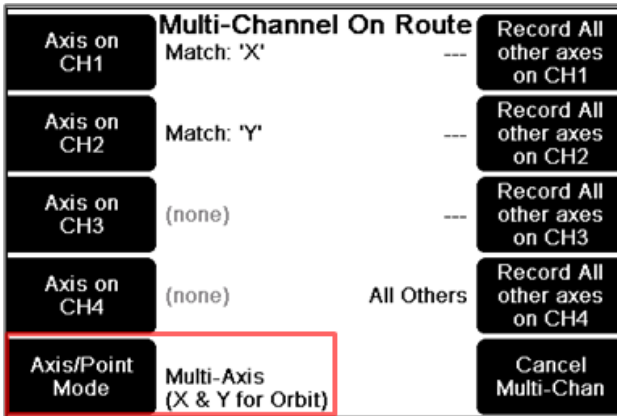 Multi-Channel On Route
Axis on
CH1
Match: 'X'
---
Record All
other axes
on CH1
Axis on
CH2
Match: 'Y'
---
Record All
other axes
on CH2
Axis on
CH3
(none)
---
Record All
other axes
on CH3
Axis on
CH4
(none)
All Others
Record All
other axes
on CH4
Axis/Point
Mode
Multi-Axis
(X & Y for Orbit)
Cancel
Multi-Chan